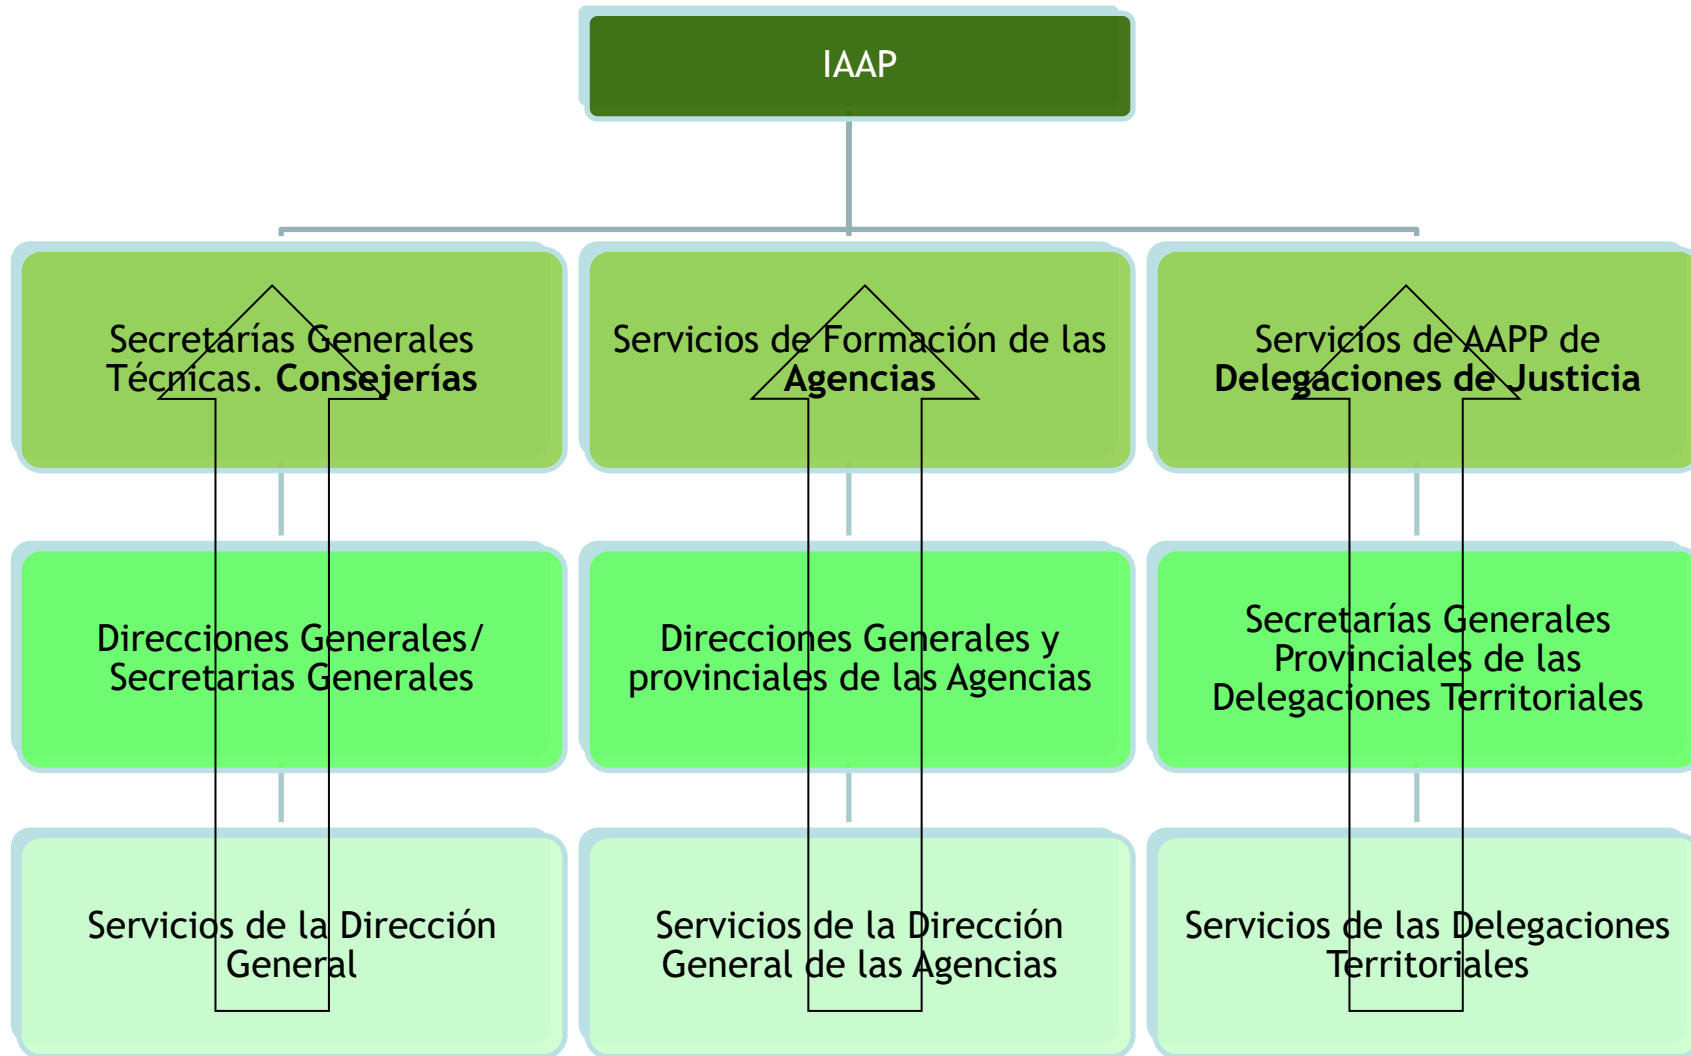 IAAP
Secretarías Generales
Técnicas. Consejerías
Servicios de Formación de las
Agencias
Servicios de AAPP de
Delegaciones de Justicia
Direcciones Generales/
Secretarias Generales
Direcciones Generales y
provinciales de las Agencias
Secretarías Generales
Provinciales de las
Delegaciones Territoriales
Servicios de la Dirección
General
Servicios de la Dirección
General de las Agencias
Servicios de las Delegaciones
Territoriales